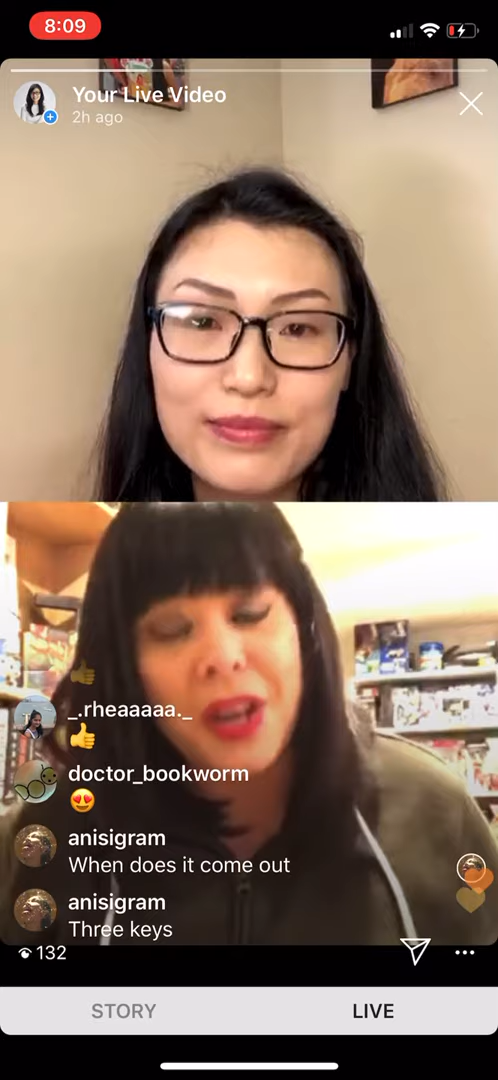 8:09
Your Live Video
2h ago
_.rheaaaaa._
👍
doctor_bookworm
😍
anisigram
When does it come out
anisigram
Three keys
132
STORY
LIVE